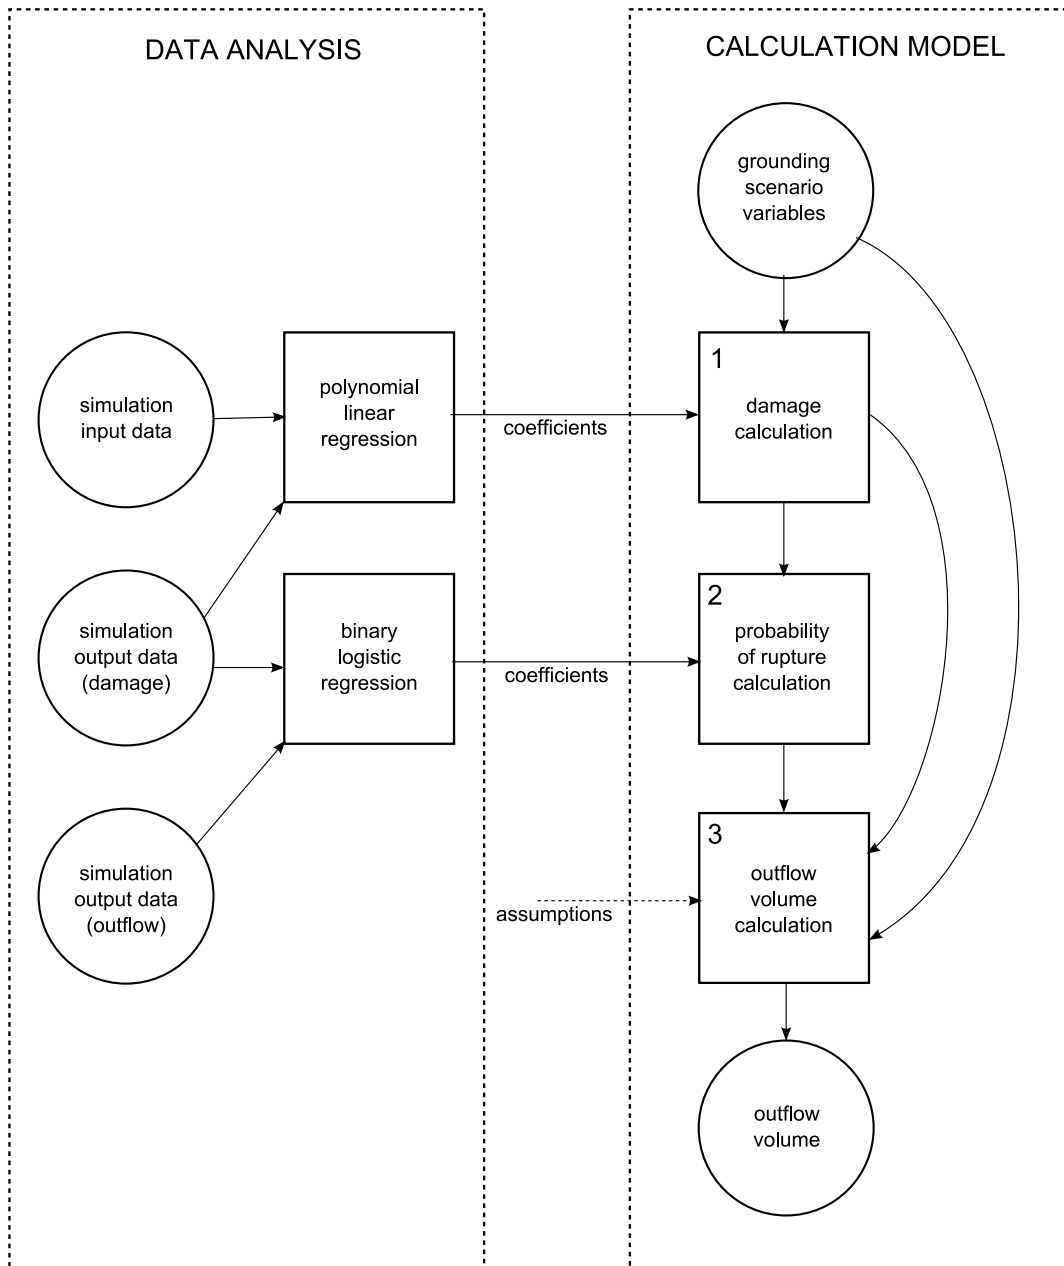 DATA ANALYSIS
simulation
input data
polynomial
linear
regression
simulation
output data
(damage)
binary
logistic
regression
simulation
output data
(outflow)
coefficients
coefficients
assumptions
CALCULATION MODEL
grounding
scenario
variables
1
damage
calculation
2
probability
of rupture
calculation
3
outflow
volume
calculation
outflow
volume